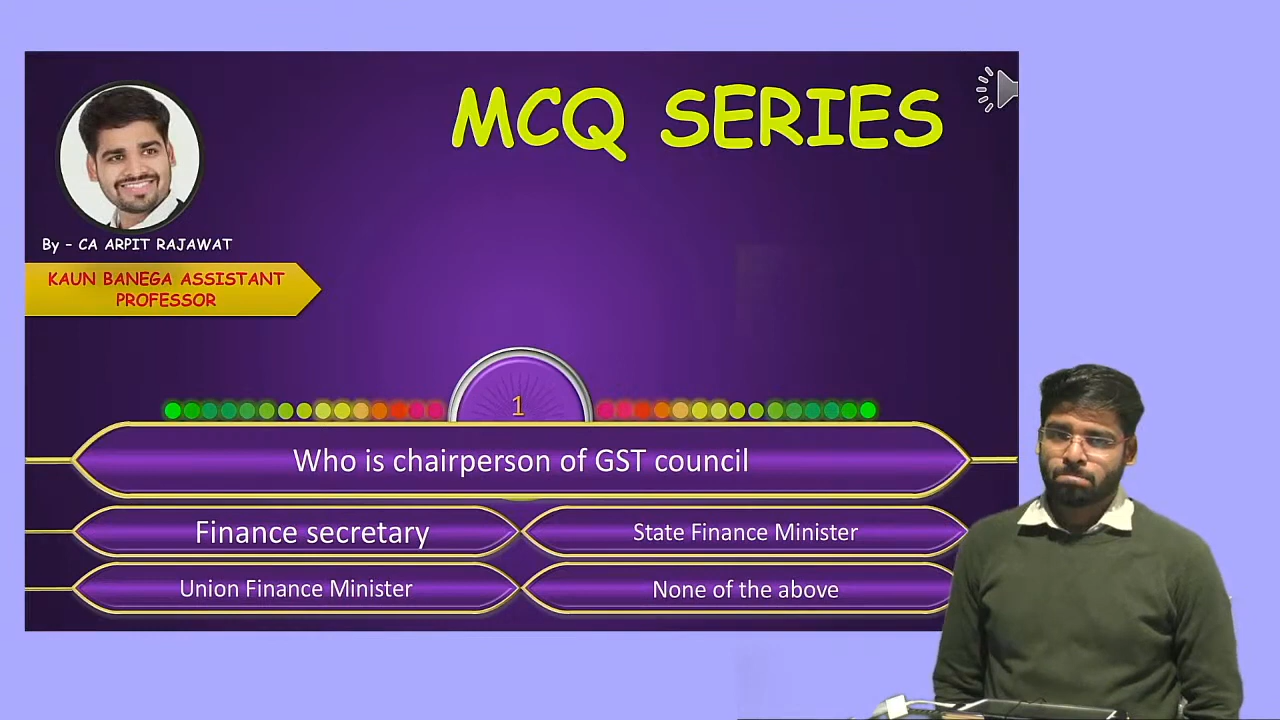 MCQ SERIES
By - CA ARPIT RAJAWAT
KAUN BANEGA ASSISTANT
PROFESSOR
1
Who is chairperson of GST council
Finance secretary
State Finance Minister
Union Finance Minister
None of the above